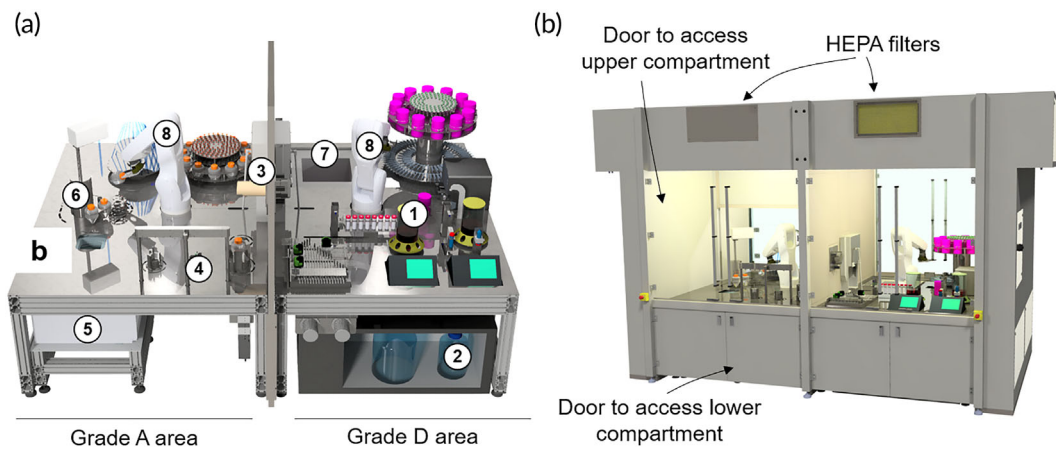 (a)
(b)
Door to access
upper compartment
HEPA filters
8
8
7
3
6
1
b
4
5
2
Door to access lower
compartment
Grade A area
Grade D area